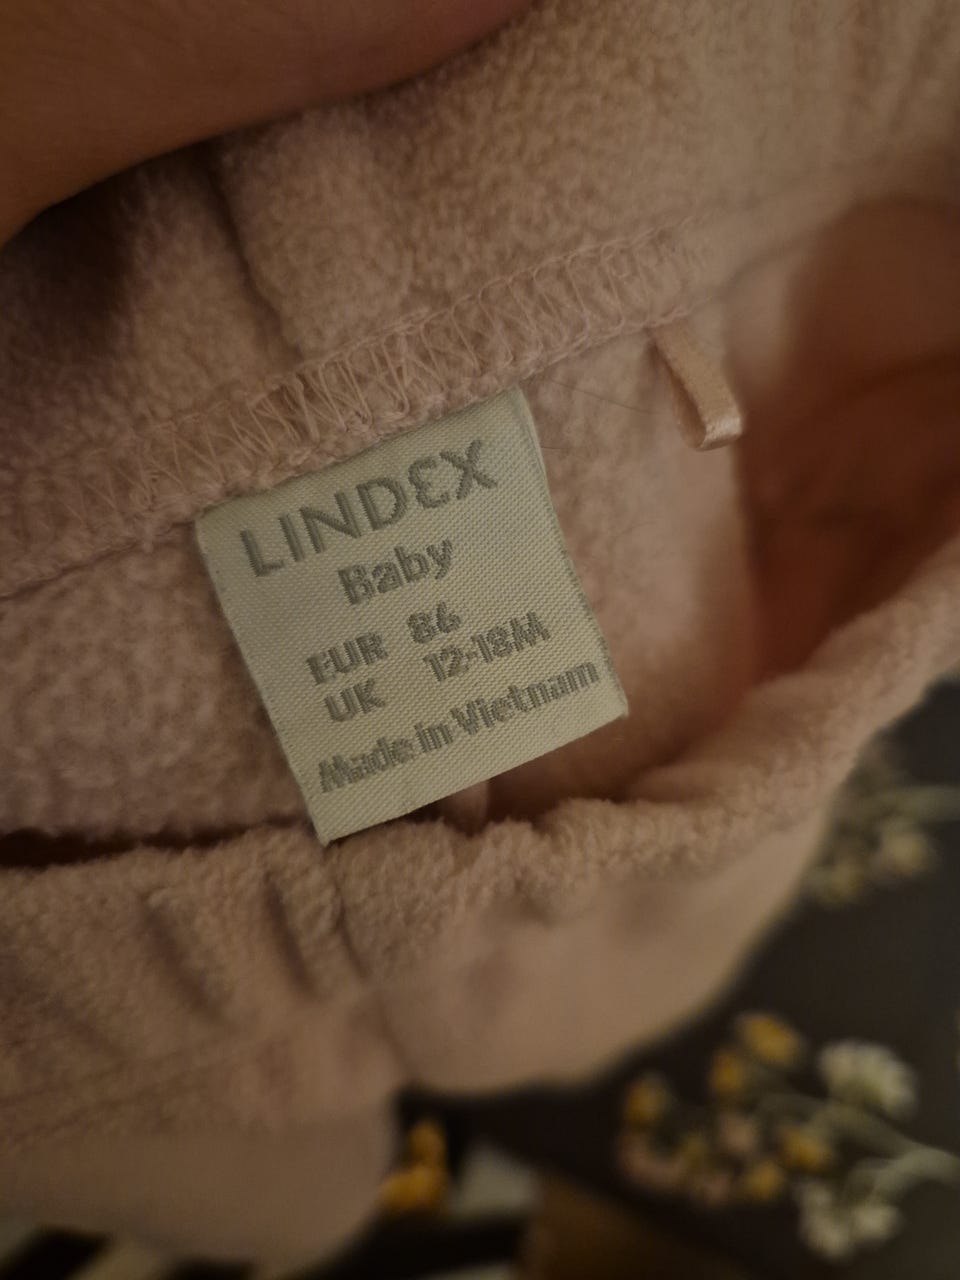 LINDEX
Baby
EUR 86
UK 12-18M
Made in Vietnam